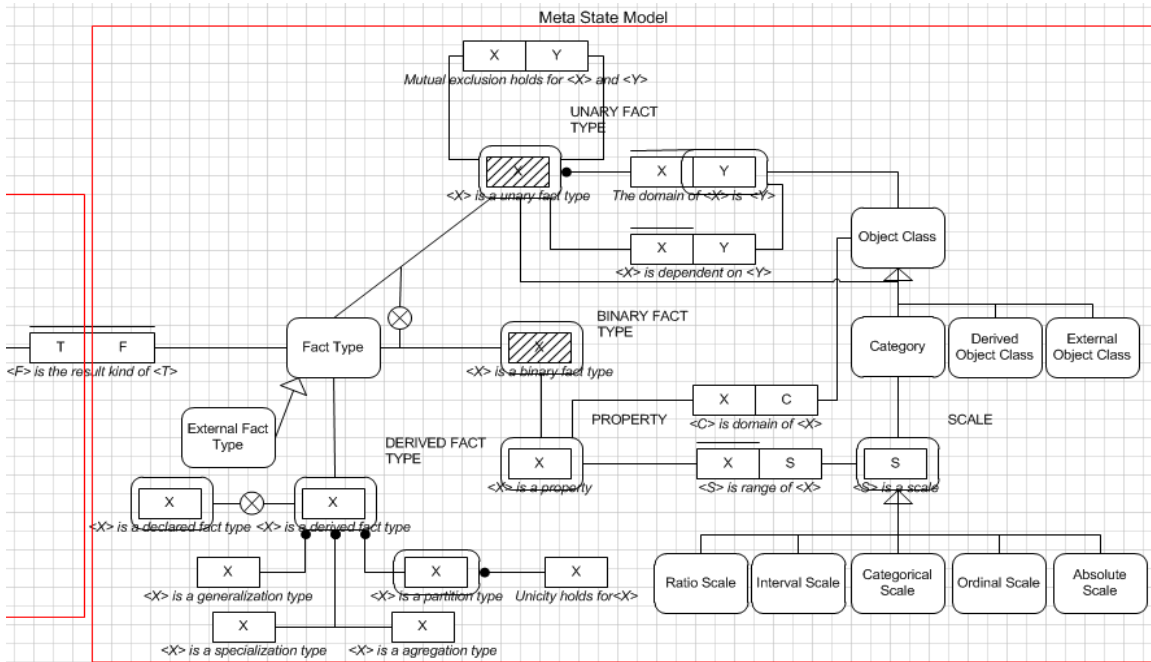 Meta State Model
X Y
Mutual exclusion holds for <X> and <Y>
UNARY FACT
TYPE
X
<X> is a unary fact type
X Y
The domain of <X> is <Y>
X Y
<X> is dependent on <Y>
Object Class
BINARY FACT
TYPE
T F
<F> is the result kind of <T>
Fact Type
X
<X> is a binary fact type
Category
Derived
Object Class
External
Object Class
External Fact
Type
DERIVED FACT
TYPE
PROPERTY
X C
<C> is domain of <X>
SCALE
X
<X> is a property
X S
<S> is range of <X>
S
<S> is a scale
X
<X> is a declared fact type
X
<X> is a derived fact type
X
<X> is a generalization type
X
<X> is a partition type
X
Unicity holds for<X>
X
<X> is a specialization type
X
<X> is a agregation type
Ratio Scale
Interval Scale
Categorical
Scale
Ordinal Scale
Absolute
Scale